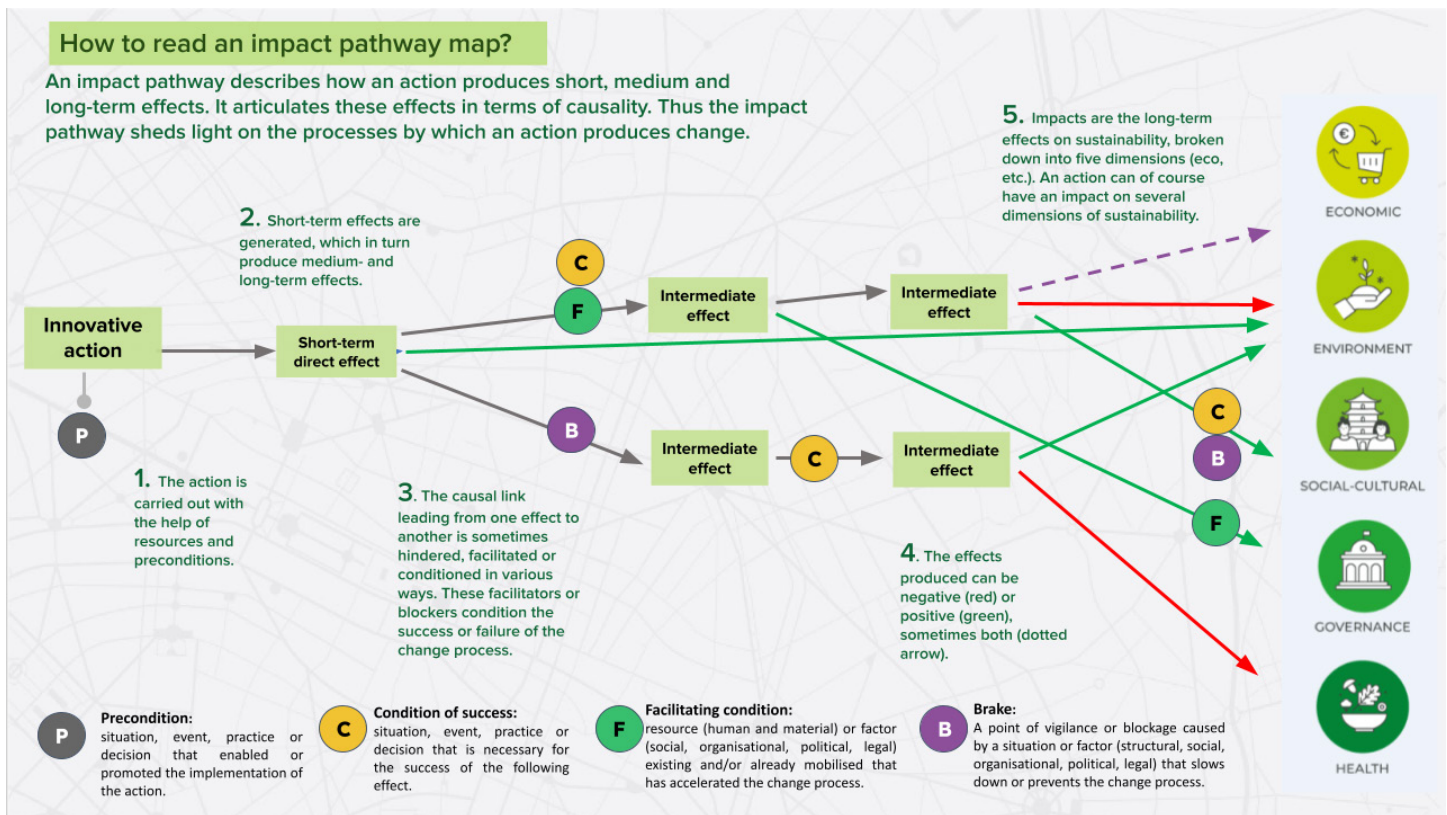 How to read an impact pathway map?
An impact pathway describes how an action produces short, medium and
long-term effects. It articulates these effects in terms of causality. Thus the impact
pathway sheds light on the processes by which an action produces change.
5. Impacts are the long-term
effects on sustainability, broken
down into five dimensions (eco,
etc.). An action can of course
have an impact on several
dimensions of sustainability.
2. Short-term effects are
generated, which in turn
produce medium- and
long-term effects.
Innovative
action
Short-term
direct effect
C
F
Intermediate
effect
Intermediate
effect
P
B
Intermediate
effect
C
Intermediate
effect
C
B
F
1. The action is
carried out with
the help of
resources and
preconditions.
3. The causal link
leading from one effect to
another is sometimes
hindered, facilitated or
conditioned in various
ways. These facilitators or
blockers condition the
success or failure of the
change process.
4. The effects
produced can be
negative (red) or
positive (green),
sometimes both (dotted
arrow).
€
ECONOMIC
ENVIRONMENT
SOCIAL-CULTURAL
GOVERNANCE
HEALTH
P
Precondition:
situation, event, practice or
decision that enabled or
promoted the implementation of
the action.
C
Condition of success:
situation, event, practice or
decision that is necessary for
the success of the following
effect.
F
Facilitating condition:
resource (human and material) or factor
(social, organisational, political, legal)
existing and/or already mobilised that
has accelerated the change process.
B
Brake:
A point of vigilance or blockage caused
by a situation or factor (structural, social,
organisational, political, legal) that slows
down or prevents the change process.